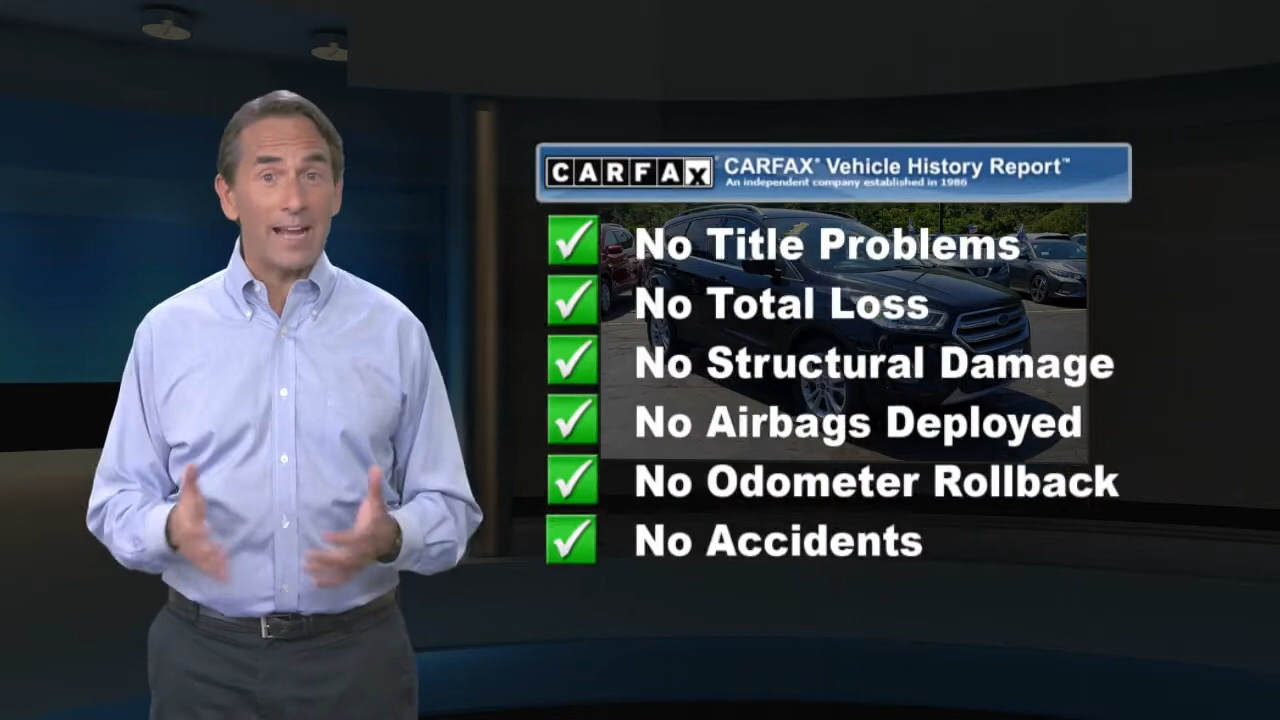 CARFAX
CARFAX® Vehicle History Report™
An independent company established in 1986
No Title Problems
No Total Loss
No Structural Damage
No Airbags Deployed
No Odometer Rollback
No Accidents